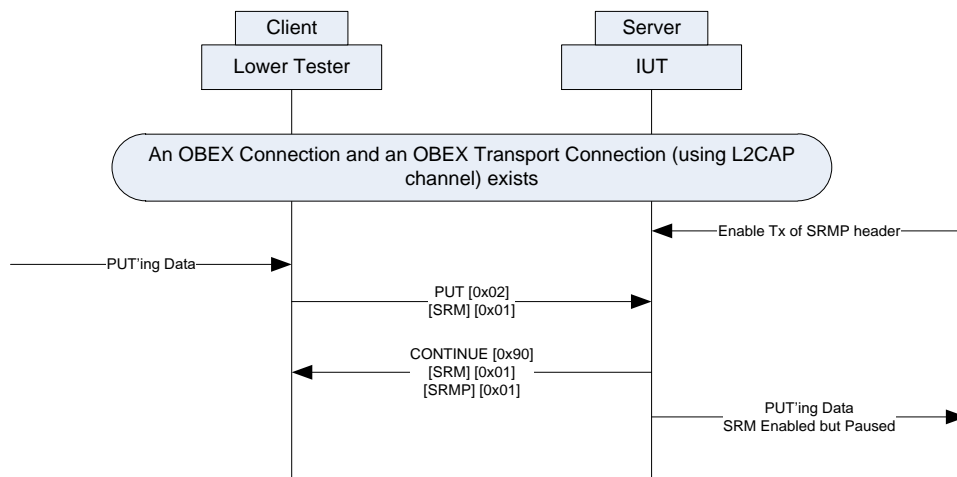 Client
Server
Lower Tester
IUT
An OBEX Connection and an OBEX Transport Connection (using L2CAP
channel) exists
Enable Tx of SRMP header
PUT'ing Data
PUT [0x02]
[SRM] [0x01]
CONTINUE [0x90]
[SRM] [0x01]
[SRMP] [0x01]
PUT'ing Data
SRM Enabled but Paused